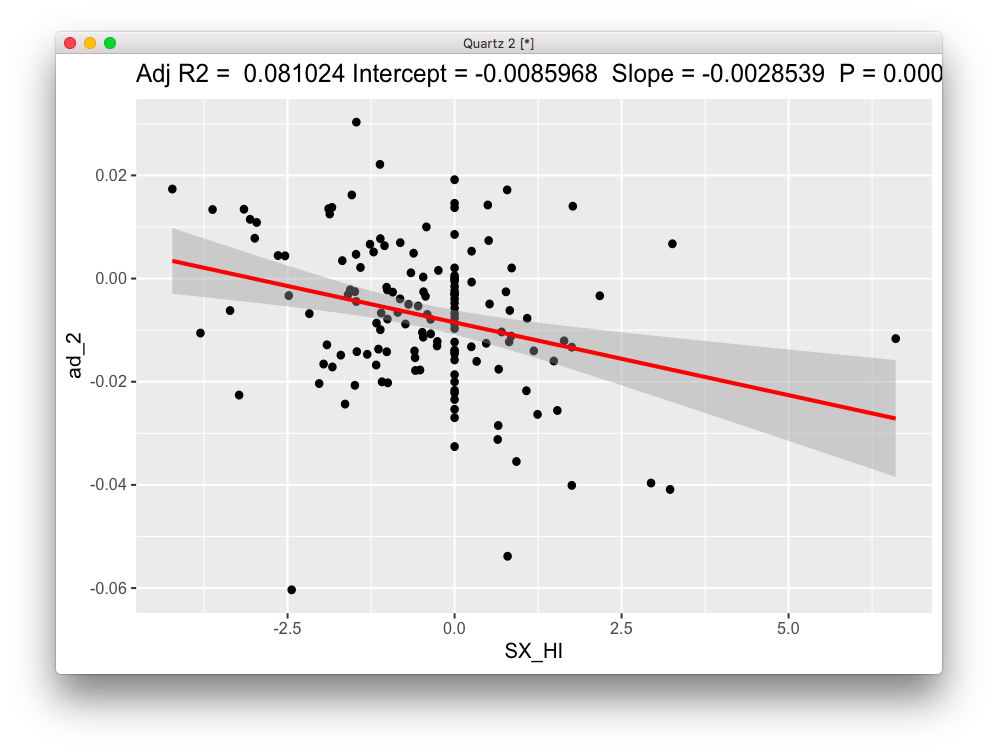 Quartz 2 [*]
Adj R2 =  0.081024 Intercept = -0.0085968  Slope = -0.0028539  P = 0.000
0.02
0.00
-0.02
-0.04
-0.06
ad_2
-2.5 0.0 2.5 5.0
SX_HI